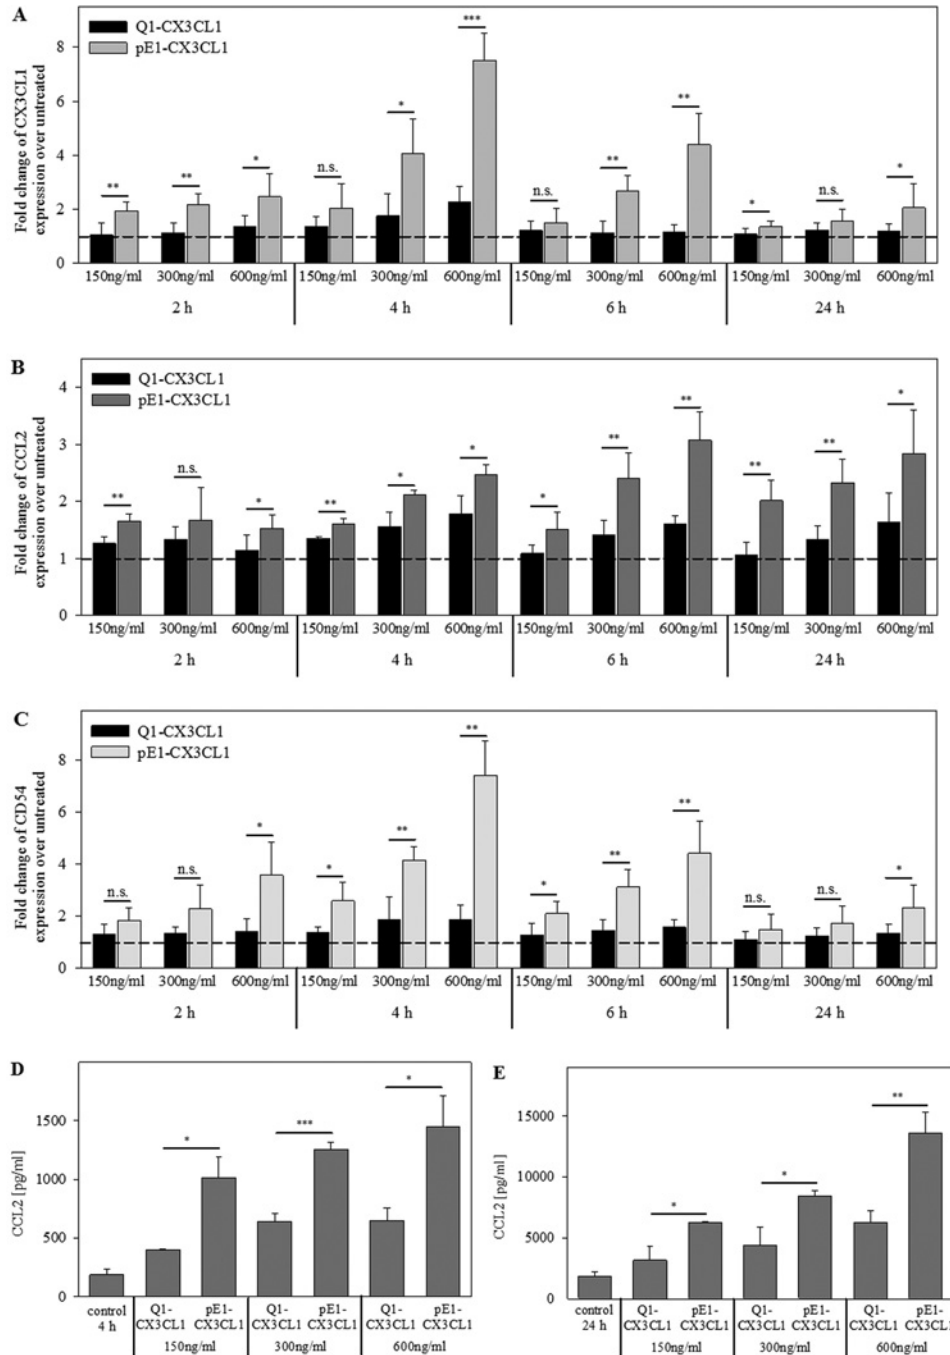 A
Q1-CX3CL1
pE1-CX3CL1
Fold change of CX3CL1
expression over untreated
8
6
4
2
0
** ** * n.s. * *** n.s. ** ** * n.s. *
150ng/ml 300ng/ml 600ng/ml 150ng/ml 300ng/ml 600ng/ml 150ng/ml 300ng/ml 600ng/ml 150ng/ml 300ng/ml 600ng/ml
2 h 4 h 6 h 24 h
B
Q1-CX3CL1
pE1-CX3CL1
Fold change of CCL2
expression over untreated
4
3
2
1
0
** n.s. * ** * * * ** ** ** ** *
150ng/ml 300ng/ml 600ng/ml 150ng/ml 300ng/ml 600ng/ml 150ng/ml 300ng/ml 600ng/ml 150ng/ml 300ng/ml 600ng/ml
2 h 4 h 6 h 24 h
C
Q1-CX3CL1
pE1-CX3CL1
Fold change of CD54
expression over untreated
8
6
4
2
0
n.s. n.s. * * ** ** * ** ** n.s. n.s. *
150ng/ml 300ng/ml 600ng/ml 150ng/ml 300ng/ml 600ng/ml 150ng/ml 300ng/ml 600ng/ml 150ng/ml 300ng/ml 600ng/ml
2 h 4 h 6 h 24 h
D
CCL2 [pg/ml]
1500
1000
500
0
* *** *
control Q1- pE1- Q1- pE1- Q1- pE1-
4 h CX3CL1 CX3CL1 CX3CL1 CX3CL1 CX3CL1 CX3CL1
150ng/ml 300ng/ml 600ng/ml
E
CCL2 [pg/ml]
15000
10000
5000
0
* * **
control Q1- pE1- Q1- pE1- Q1- pE1-
24 h CX3CL1 CX3CL1 CX3CL1 CX3CL1 CX3CL1 CX3CL1
150ng/ml 300ng/ml 600ng/ml